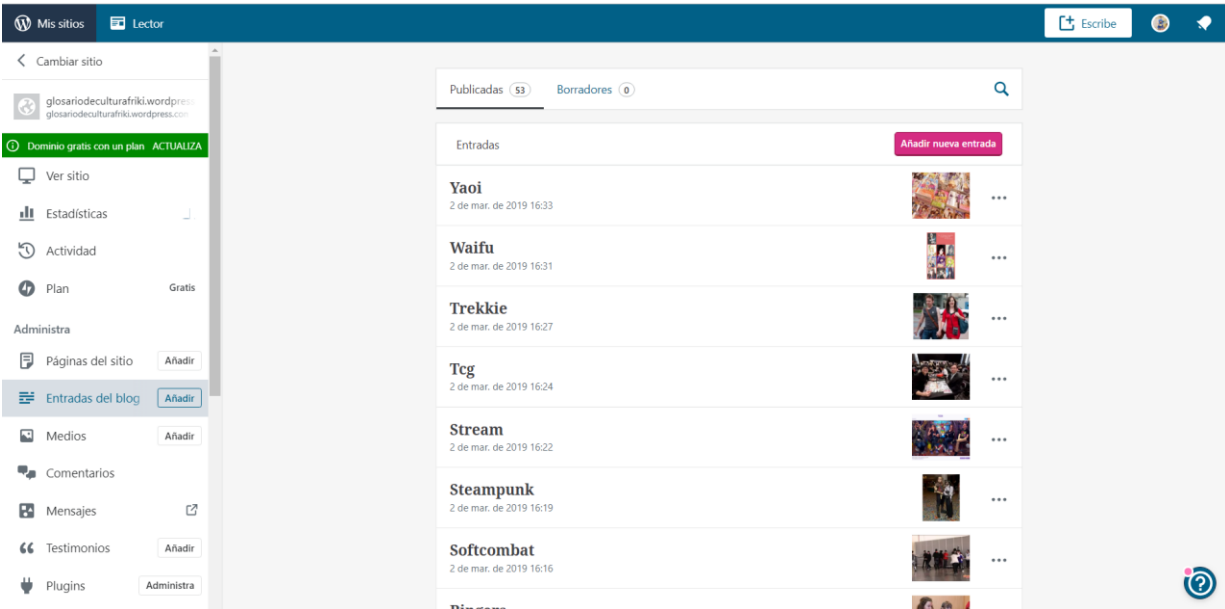 Mis sitios
Lector
Escribe
Cambiar sitio
glosariodeculturafriki.wordpress
glosariodeculturafriki.wordpress.com
Dominio gratis con un plan ACTUALIZA
Ver sitio
Estadísticas
Actividad
Plan Gratis
Administra
Páginas del sitio Añadir
Entradas del blog Añadir
Medios Añadir
Comentarios
Mensajes
Testimonios Añadir
Plugins Administra
Publicadas 53 Borradores 0
Entradas Añadir nueva entrada
Yaoi
2 de mar. de 2019 16:33
Waifu
2 de mar. de 2019 16:31
Trekkie
2 de mar. de 2019 16:27
Tcg
2 de mar. de 2019 16:24
Stream
2 de mar. de 2019 16:22
Steampunk
2 de mar. de 2019 16:19
Softcombat
2 de mar. de 2019 16:16